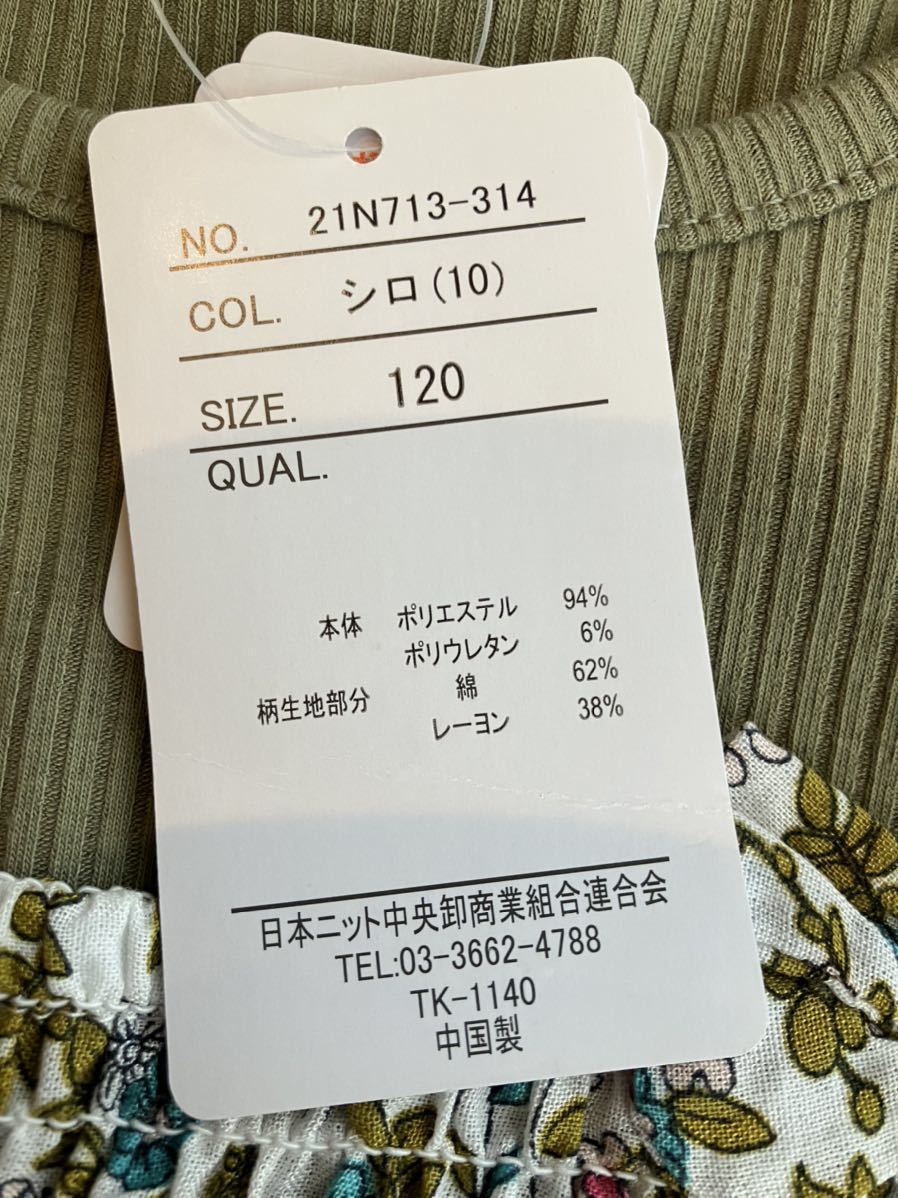 NO. 21N713-314
COL. シロ(10)
SIZE. 120
QUAL.
本体 ポリエステル 94%
ポリウレタン 6%
柄生地部分 綿 62%
レーヨン 38%
日本ニット中央卸商業組合連合会
TEL:03-3662-4788
TK-1140
中国製